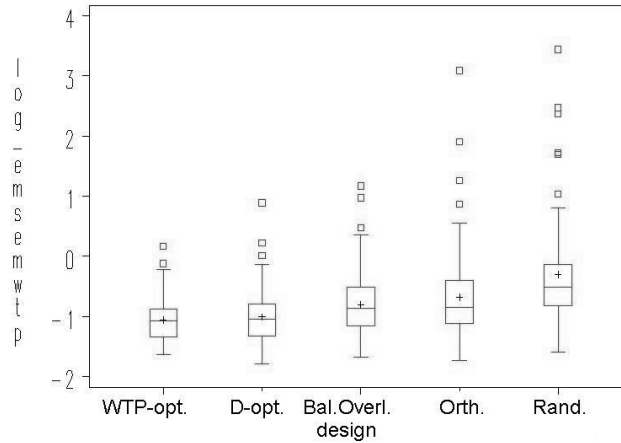 4
3
2
1
0
-1
-2
log_emsemwtp
WTP-opt.
D-opt.
Bal.Overl.
design
Orth.
Rand.